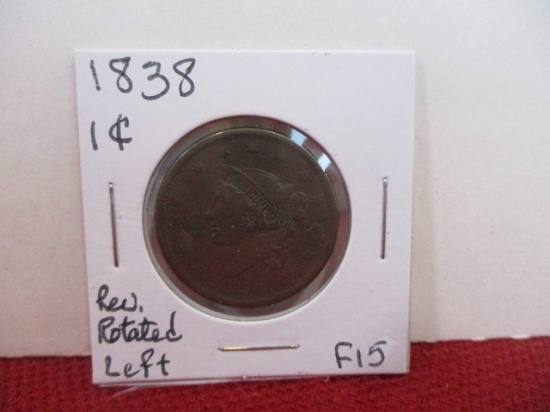 1838
1¢
Rev.
Rotated
Left
F15